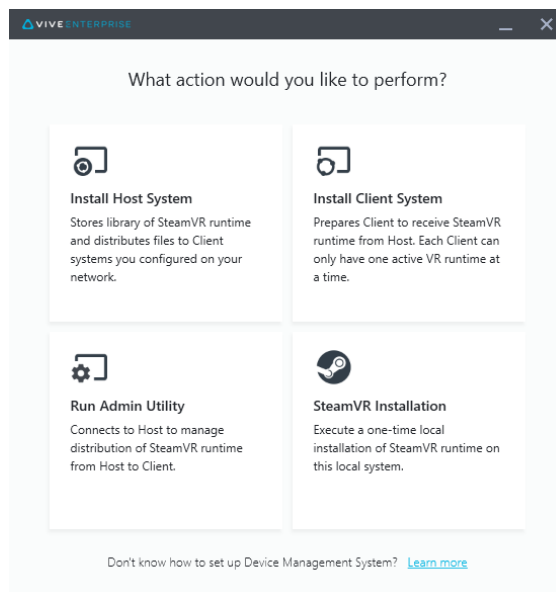 VIVE ENTERPRISE
What action would you like to perform?
Install Host System
Stores library of SteamVR runtime
and distributes files to Client
systems you configured on your
network.
Install Client System
Prepares Client to receive SteamVR
runtime from Host. Each Client can
only have one active VR runtime at
a time.
Run Admin Utility
Connects to Host to manage
distribution of SteamVR runtime
from Host to Client.
SteamVR Installation
Execute a one-time local
installation of SteamVR runtime on
this local system.
Don't know how to set up Device Management System? Learn more